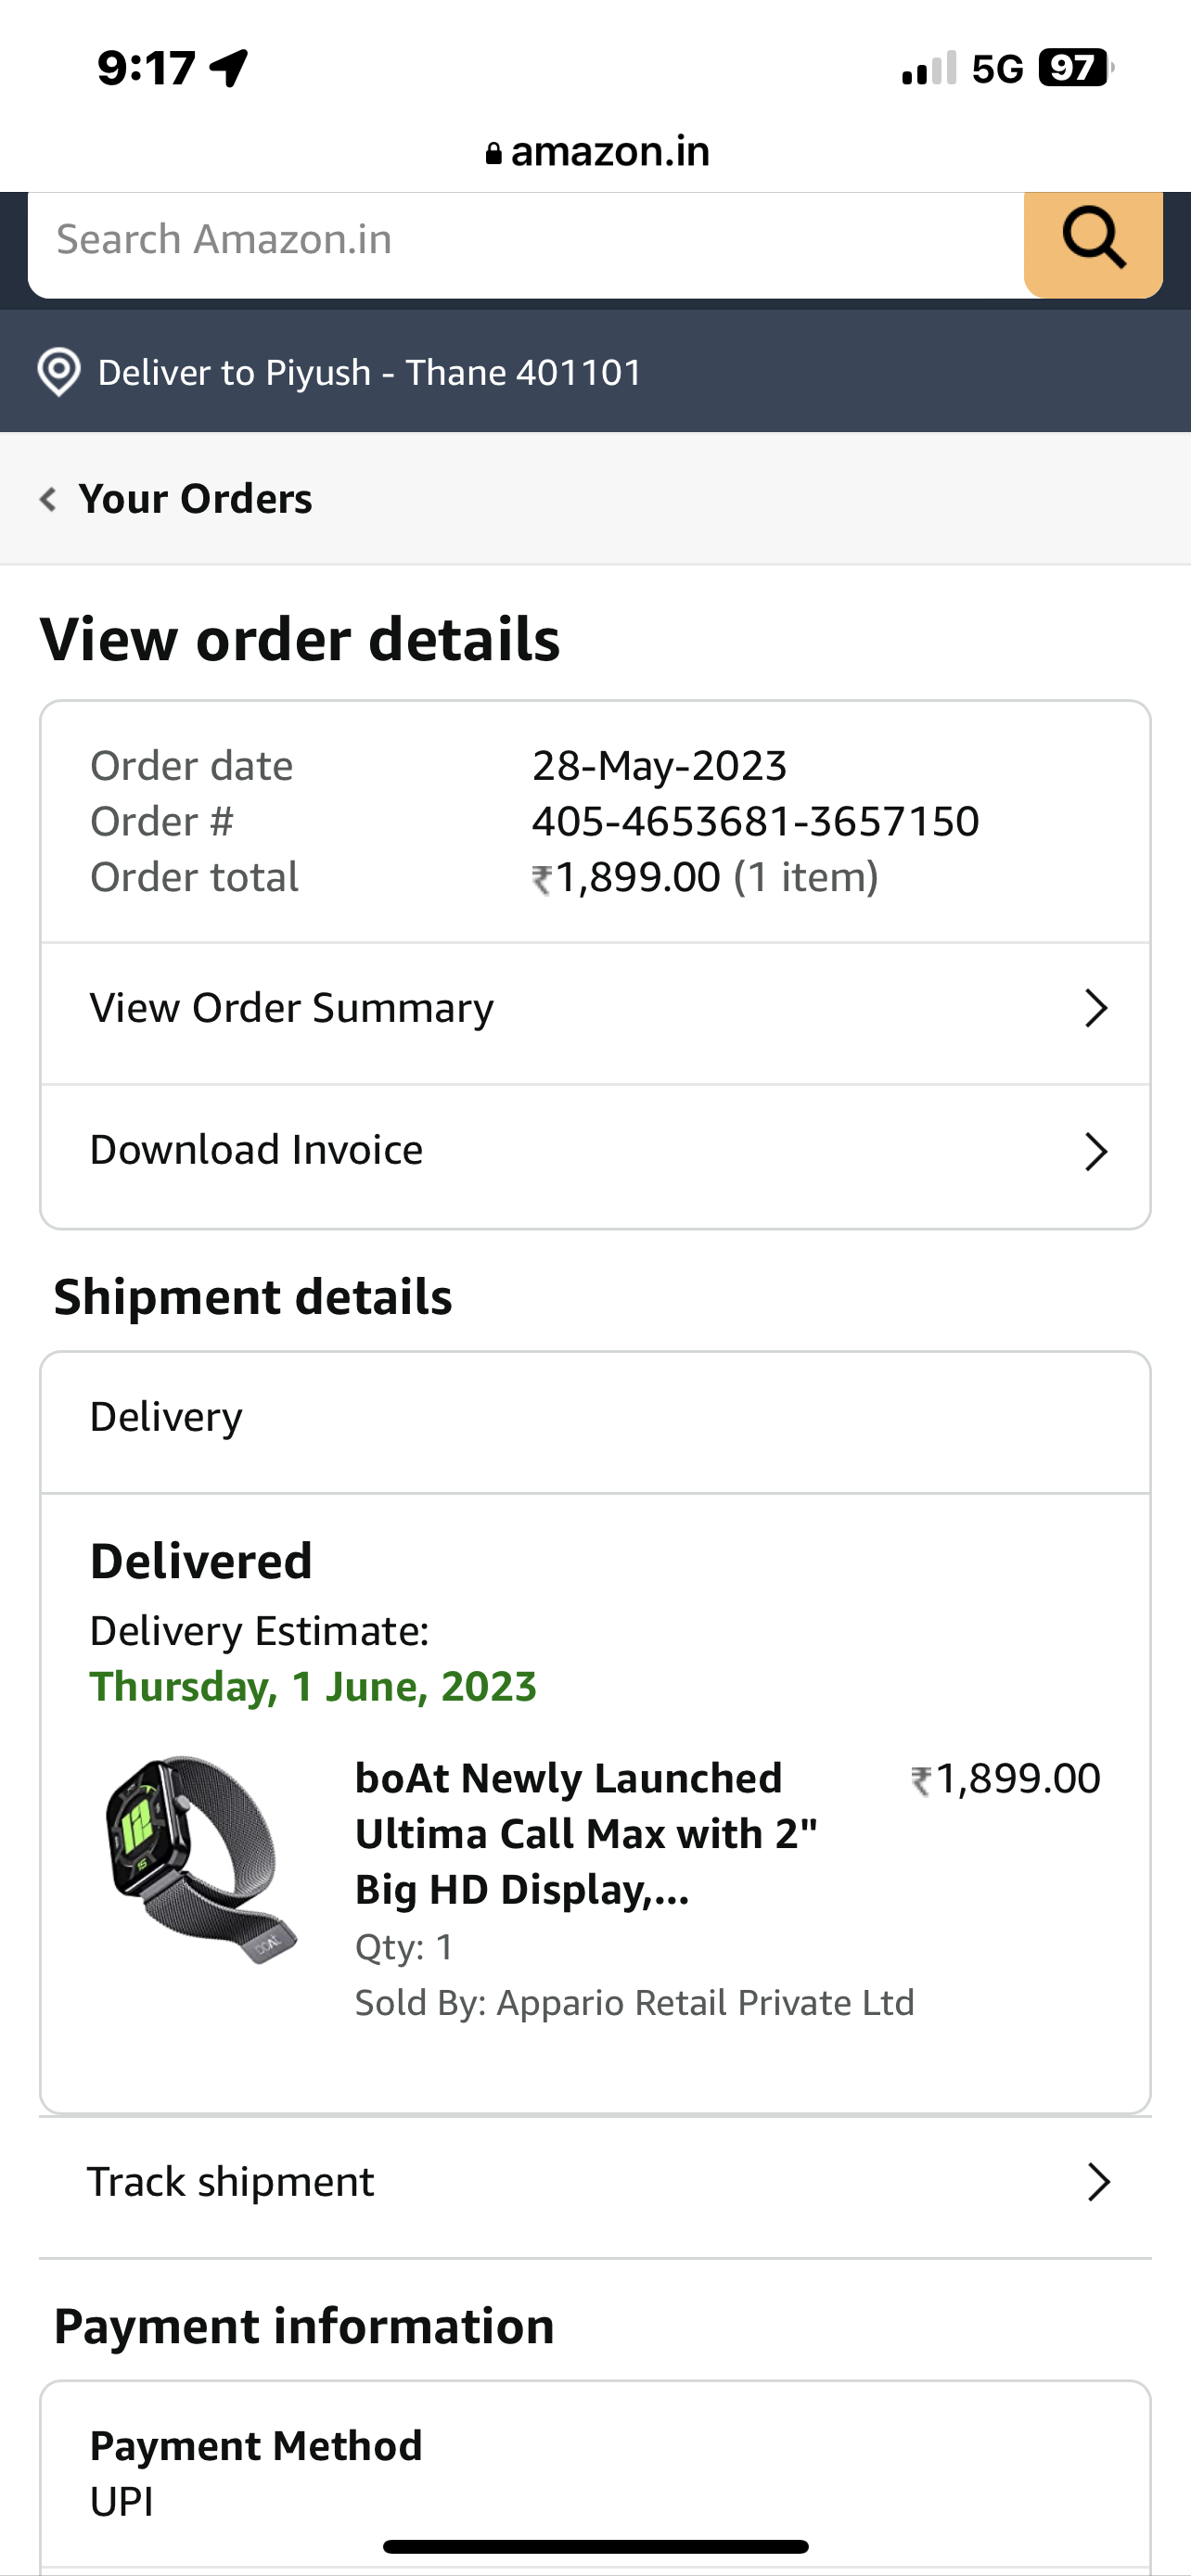 9:17
5G 97
amazon.in
Search Amazon.in
Deliver to Piyush - Thane 401101
Your Orders
View order details
Order date 28-May-2023
Order # 405-4653681-3657150
Order total ₹1,899.00 (1 item)
View Order Summary
Download Invoice
Shipment details
Delivery
Delivered
Delivery Estimate:
Thursday, 1 June, 2023
boAt Newly Launched ₹1,899.00
Ultima Call Max with 2"
Big HD Display,...
Qty: 1
Sold By: Appario Retail Private Ltd
12
15
boAt
Track shipment
Payment information
Payment Method
UPI